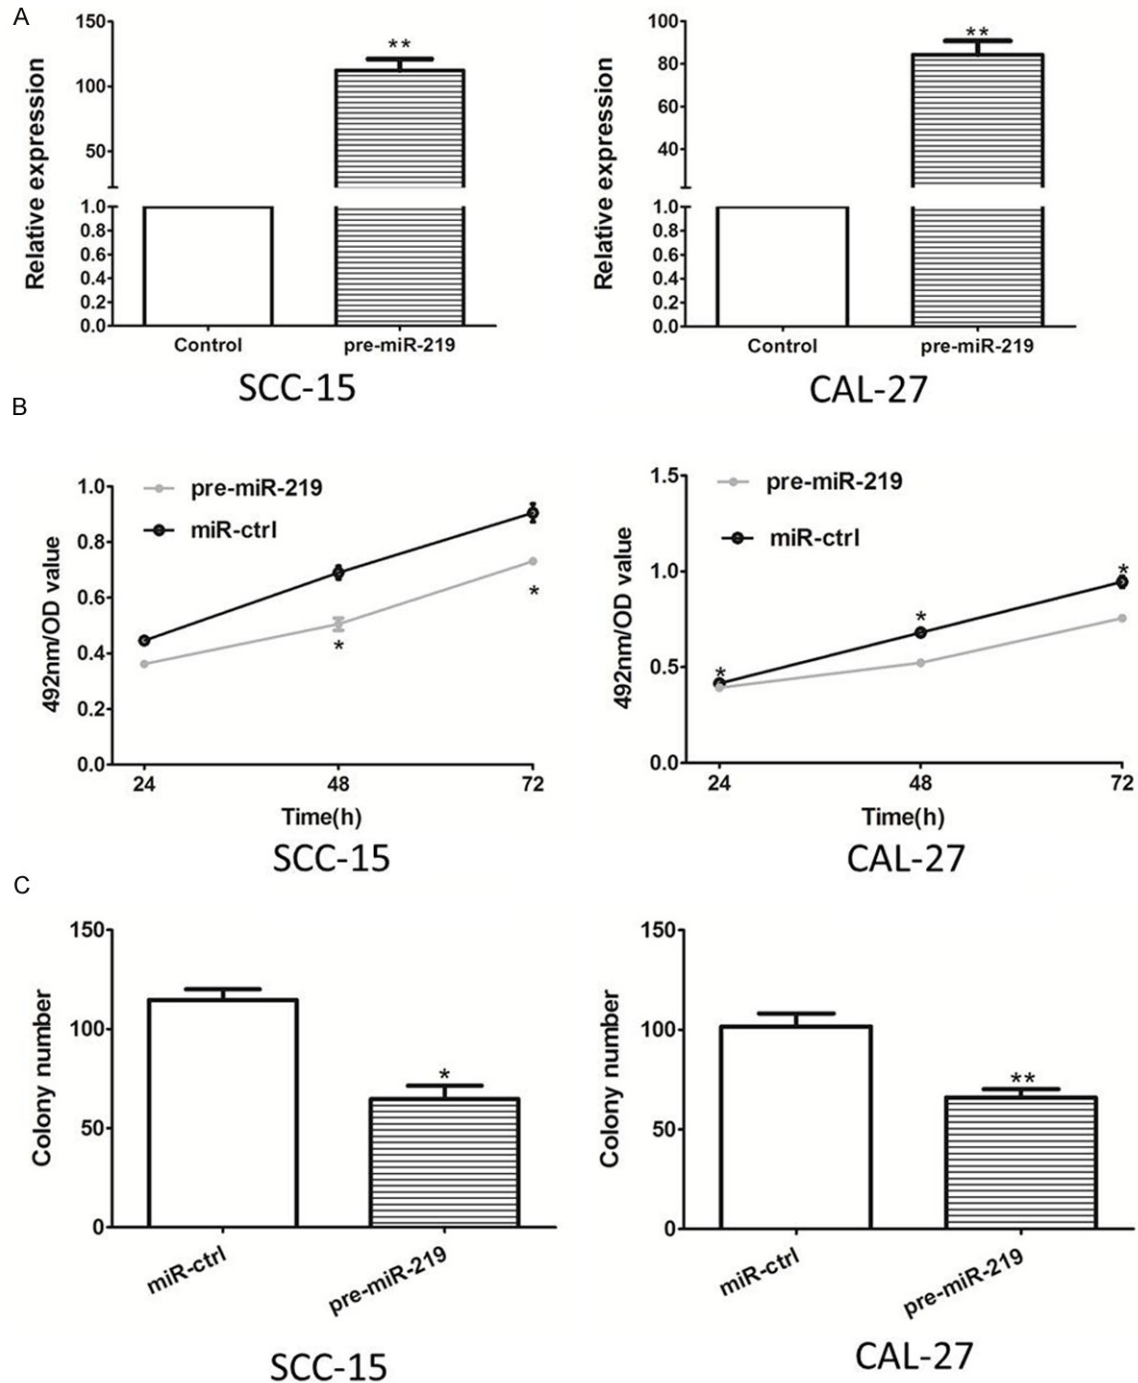 A
Relative expression
150
100
50
1.0
0.8
0.6
0.4
0.2
0.0
**
Control
pre-miR-219
SCC-15
Relative expression
100
80
60
40
1.0
0.8
0.6
0.4
0.2
0.0
**
Control
pre-miR-219
CAL-27
B
492nm/OD value
1.0
0.8
0.6
0.4
0.2
0.0
pre-miR-219
miR-ctrl
*
*
24
48
72
Time(h)
SCC-15
492nm/OD value
1.5
1.0
0.5
0.0
pre-miR-219
miR-ctrl
*
*
*
24
48
72
Time(h)
CAL-27
C
Colony number
150
100
50
0
*
miR-ctrl
pre-miR-219
SCC-15
Colony number
150
100
50
0
**
miR-ctrl
pre-miR-219
CAL-27